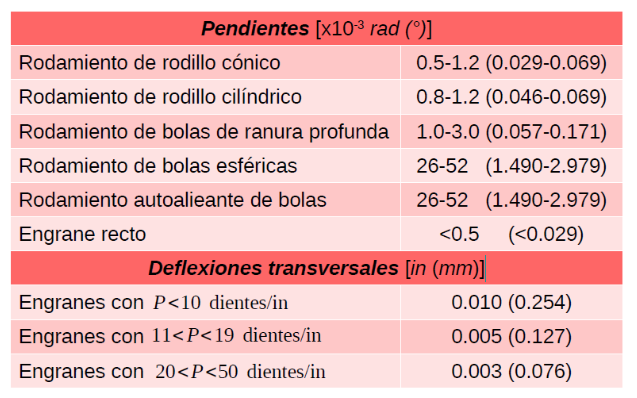 Pendientes [x10-3 rad (°)]
Rodamiento de rodillo cónico 0.5-1.2 (0.029-0.069)
Rodamiento de rodillo cilíndrico 0.8-1.2 (0.046-0.069)
Rodamiento de bolas de ranura profunda 1.0-3.0 (0.057-0.171)
Rodamiento de bolas esféricas 26-52 (1.490-2.979)
Rodamiento autoalieante de bolas 26-52 (1.490-2.979)
Engrane recto <0.5 (<0.029)
Deflexiones transversales [in (mm)]
Engranes con P<10 dientes/in 0.010 (0.254)
Engranes con 11<P<19 dientes/in 0.005 (0.127)
Engranes con 20<P<50 dientes/in 0.003 (0.076)